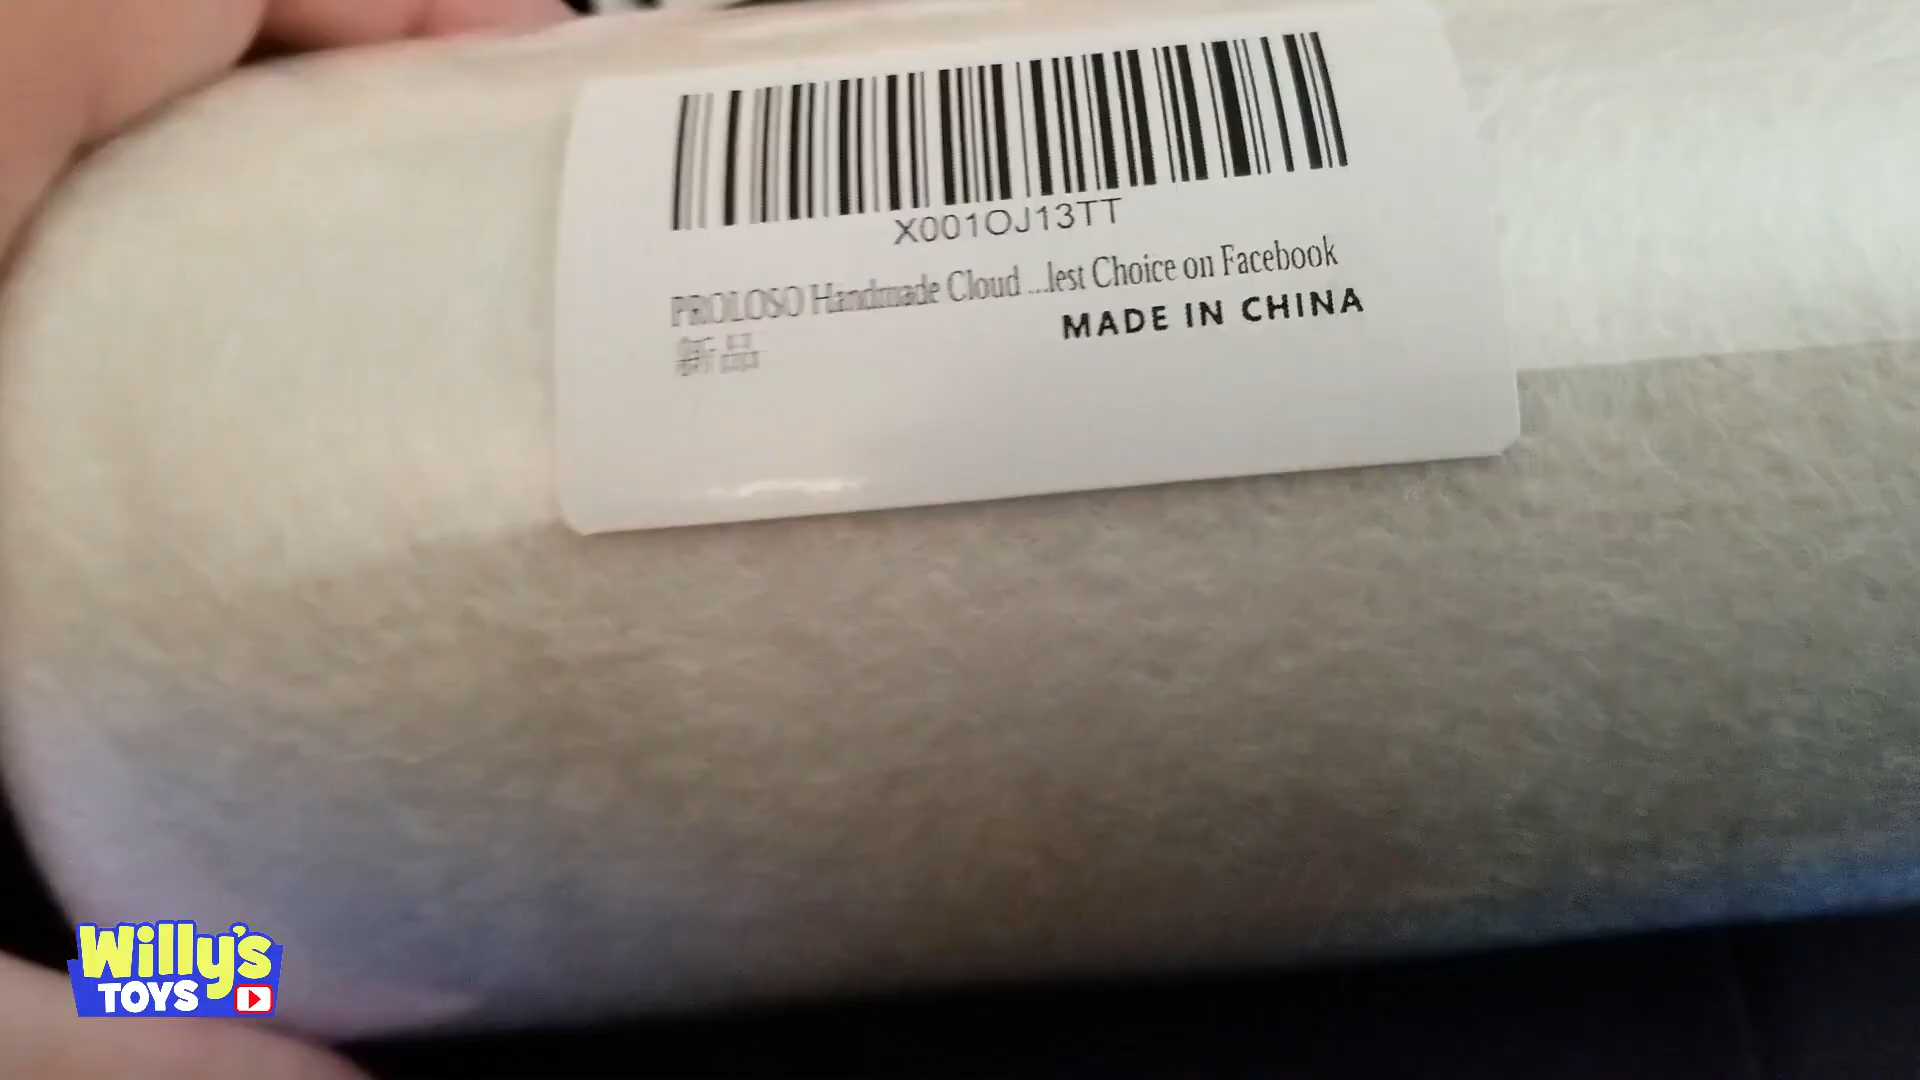 X001OJ13TT
PROLOSO Handmade Cloud ...lest Choice on Facebook
新品
MADE IN CHINA
Willy's
TOYS